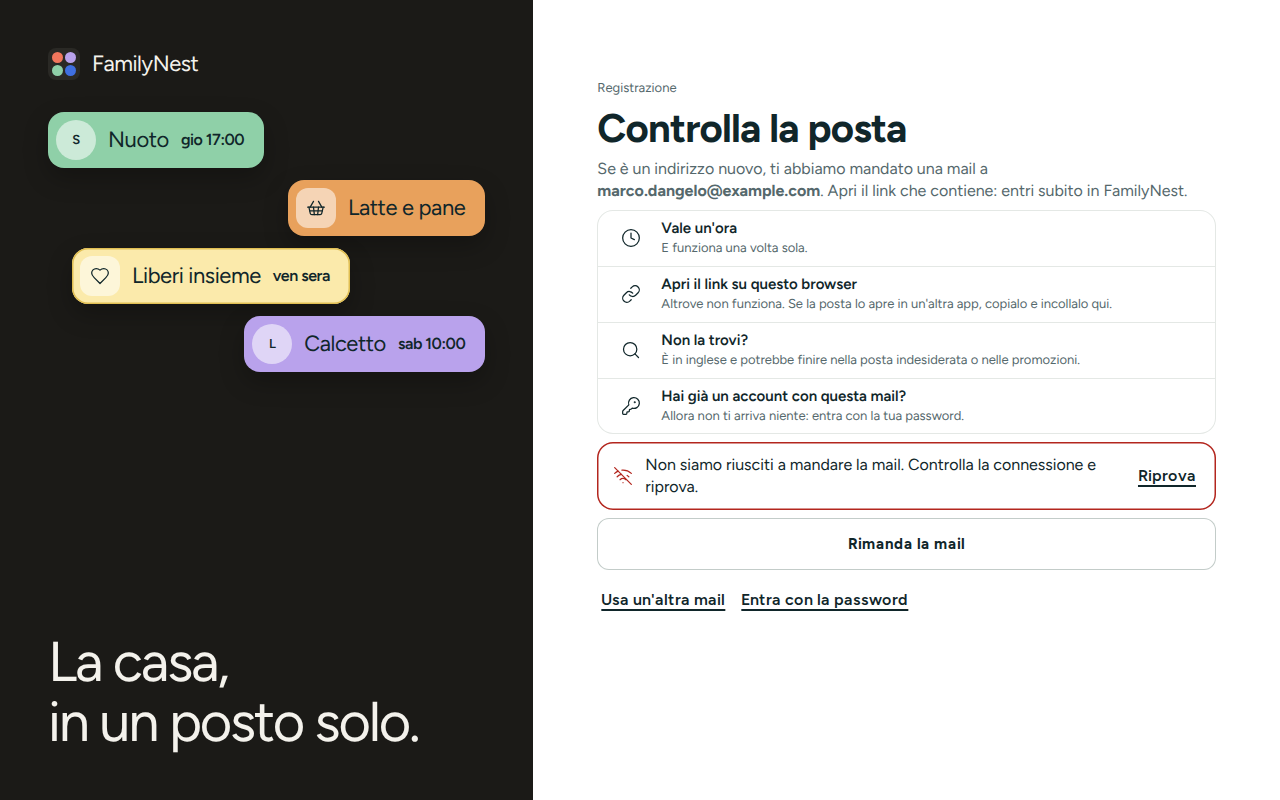 FamilyNest
S
Nuoto gio 17:00
Latte e pane
Liberi insieme ven sera
L
Calcetto sab 10:00
La casa,
in un posto solo.
Registrazione
Controlla la posta
Se è un indirizzo nuovo, ti abbiamo mandato una mail a
marco.dangelo@example.com. Apri il link che contiene: entri subito in FamilyNest.
Vale un'ora
E funziona una volta sola.
Apri il link su questo browser
Altrove non funziona. Se la posta lo apre in un'altra app, copialo e incollalo qui.
Non la trovi?
È in inglese e potrebbe finire nella posta indesiderata o nelle promozioni.
Hai già un account con questa mail?
Allora non ti arriva niente: entra con la tua password.
Non siamo riusciti a mandare la mail. Controlla la connessione e
riprova.
Riprova
Rimanda la mail
Usa un'altra mail Entra con la password